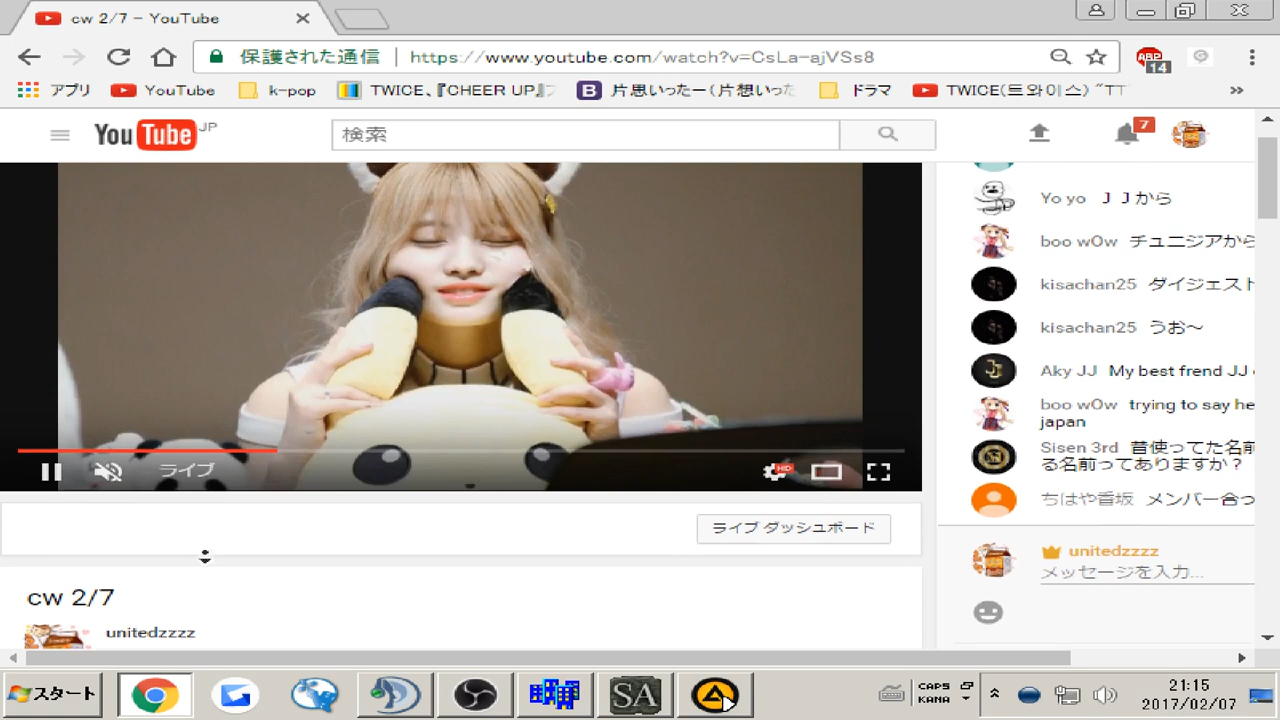 cw 2/7 - YouTube
保護された通信
https://www.youtube.com/watch?v=CsLa-ajVSs8
ABP
14
アプリ
YouTube
k-pop
TWICE、『CHEER UP』
B 片思いったー（片想いった
ドラマ
TWICE(트와이스) "TT
YouTube JP
検索
7
Yo yo ＪＪから
boo wOw チュニジアから
kisachan25 ダイジェスト
kisachan25 うお～
Aky JJ My best frend JJ
boo wOw trying to say he
japan
Sisen 3rd 昔使ってた名前
る名前ってありますか？
ちはや香坂 メンバー合っ
ライブ
HD
ライブ ダッシュボード
unitedzzzz
メッセージを入力...
cw 2/7
unitedzzzz
スタート
SA
CAPS
KANA
21:15
2017/02/07